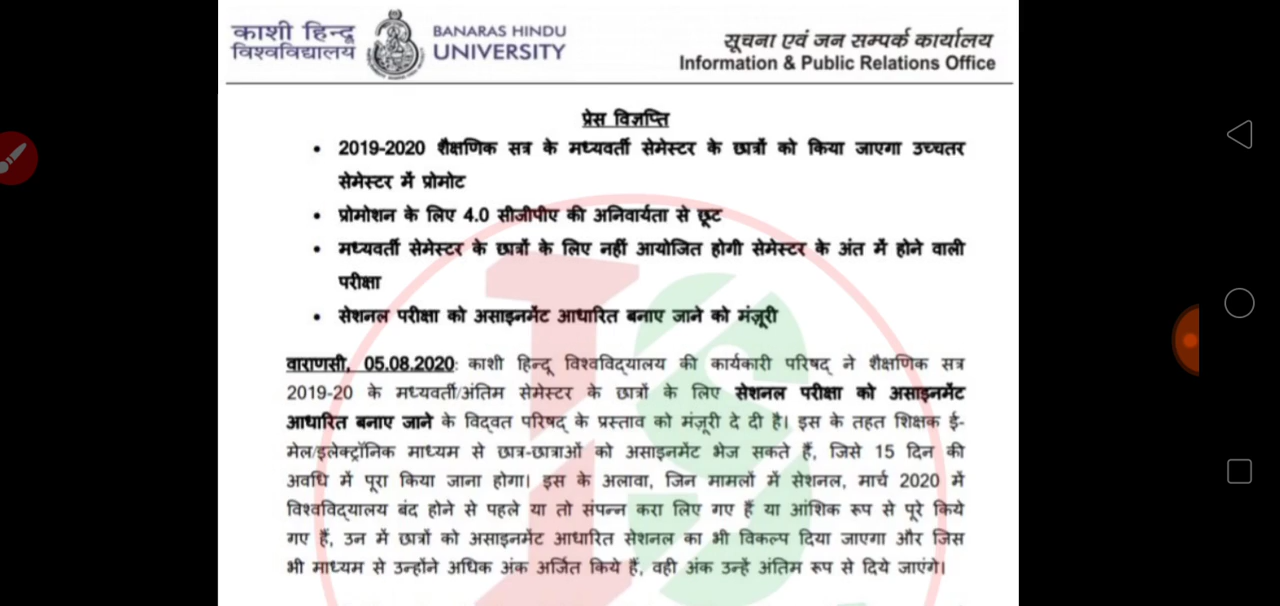 काशी हिन्दू
विश्वविद्यालय
BANARAS HINDU
UNIVERSITY
सूचना एवं जन सम्पर्क कार्यालय
Information & Public Relations Office
प्रेस विज्ञप्ति
• 2019-2020 शैक्षणिक सत्र के मध्यवर्ती सेमेस्टर के छात्रों को किया जाएगा उच्चतर
सेमेस्टर में प्रोमोट
• प्रोमोशन के लिए 4.0 सीजीपीए की अनिवार्यता से छूट
• मध्यवर्ती सेमेस्टर के छात्रों के लिए नहीं आयोजित होगी सेमेस्टर के अंत में होने वाली
परीक्षा
• सेशनल परीक्षा को असाइनमेंट आधारित बनाए जाने को मंज़ूरी
वाराणसी, 05.08.2020: काशी हिन्दू विश्वविद्यालय की कार्यकारी परिषद् ने शैक्षणिक सत्र
2019-20 के मध्यवर्ती/अंतिम सेमेस्टर के छात्रों के लिए सेशनल परीक्षा को असाइनमेंट
आधारित बनाए जाने के विद्वत परिषद् के प्रस्ताव को मंज़ूरी दे दी है। इस के तहत शिक्षक ई-
मेल/इलेक्ट्रॉनिक माध्यम से छात्र-छात्राओं को असाइनमेंट भेज सकते हैं, जिसे 15 दिन की
अवधि में पूरा किया जाना होगा। इस के अलावा, जिन मामलों में सेशनल, मार्च 2020 में
विश्वविद्यालय बंद होने से पहले या तो संपन्न करा लिए गए हैं या आंशिक रूप से पूरे किये
गए हैं, उन में छात्रों को असाइनमेंट आधारित सेशनल का भी विकल्प दिया जाएगा और जिस
भी माध्यम से उन्होंने अधिक अंक अर्जित किये हैं, वही अंक उन्हें अंतिम रूप से दिये जाएंगे।